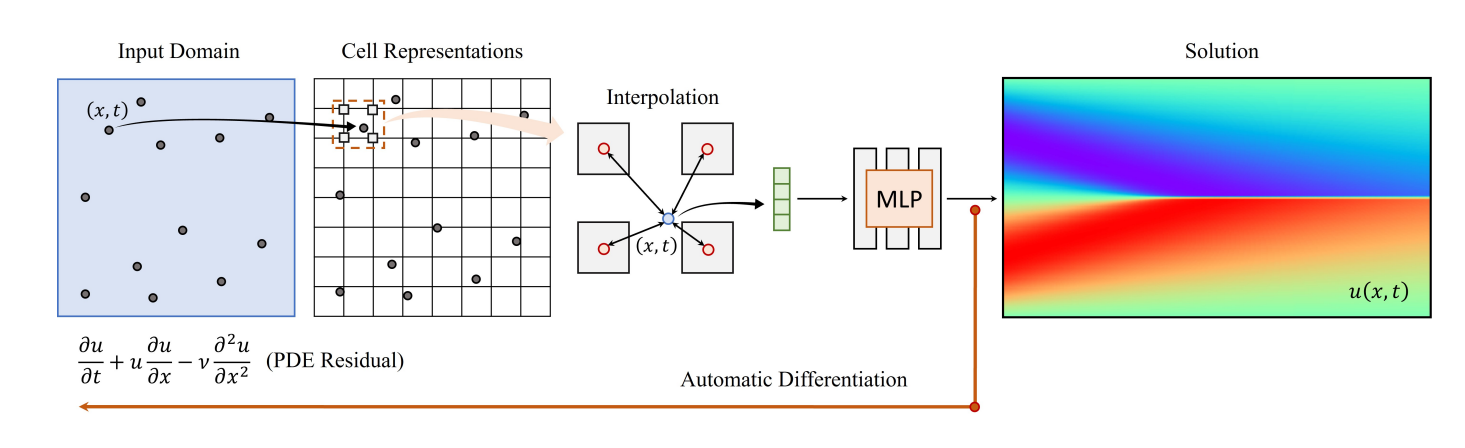 Input Domain
Cell Representations
Solution
Interpolation
(x, t)
(x, t)
MLP
u(x, t)
∂u/∂t + u ∂u/∂x − ν ∂²u/∂x² (PDE Residual)
Automatic Differentiation